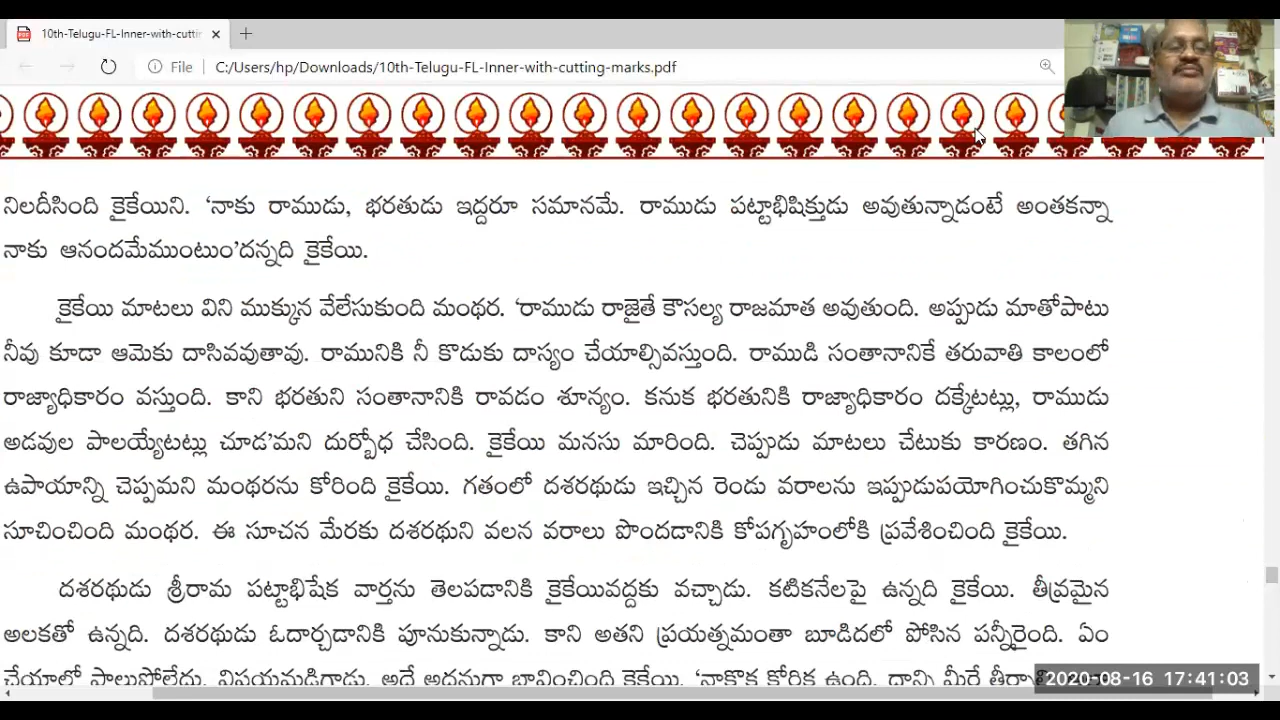 10th-Telugu-FL-Inner-with-cuttin
File C:/Users/hp/Downloads/10th-Telugu-FL-Inner-with-cutting-marks.pdf
నిలదీసింది కైకేయిని. ‘నాకు రాముడు, భరతుడు ఇద్దరూ సమానమే. రాముడు పట్టాభిషిక్తుడు అవుతున్నాడంటే అంతకన్నా
నాకు ఆనందమేముంటుం’దన్నది కైకేయి.
కైకేయి మాటలు విని ముక్కున వేలేసుకుంది మంథర. ‘రాముడు రాజైతే కౌసల్య రాజమాత అవుతుంది. అప్పుడు మాతోపాటు
నీవు కూడా ఆమెకు దాసివవుతావు. రామునికి నీ కొడుకు దాస్యం చేయాల్సివస్తుంది. రాముడి సంతానానికే తరువాతి కాలంలో
రాజ్యాధికారం వస్తుంది. కాని భరతుని సంతానానికి రావడం శూన్యం. కనుక భరతునికి రాజ్యాధికారం దక్కేటట్లు, రాముడు
అడవుల పాలయ్యేటట్లు చూడ’మని దుర్బోధ చేసింది. కైకేయి మనసు మారింది. చెప్పుడు మాటలు చేటుకు కారణం. తగిన
ఉపాయాన్ని చెప్పమని మంథరను కోరింది కైకేయి. గతంలో దశరథుడు ఇచ్చిన రెండు వరాలను ఇప్పుడుపయోగించుకొమ్మని
సూచించింది మంథర. ఈ సూచన మేరకు దశరథుని వలన వరాలు పొందడానికి కోపగృహంలోకి ప్రవేశించింది కైకేయి.
దశరథుడు శ్రీరామ పట్టాభిషేక వార్తను తెలపడానికి కైకేయివద్దకు వచ్చాడు. కటికనేలపై ఉన్నది కైకేయి. తీవ్రమైన
అలకతో ఉన్నది. దశరథుడు ఓదార్చడానికి పూనుకున్నాడు. కాని అతని ప్రయత్నమంతా బూడిదలో పోసిన పన్నీరైంది. ఏం
చేయాలో పాలుపోలేదు. విషయమడిగాడు. అదే అదనుగా భావించింది కైకేయి. ‘నాకొక కోరిక ఉంది. దాన్ని మీరే
2020-08-16 17:41:03